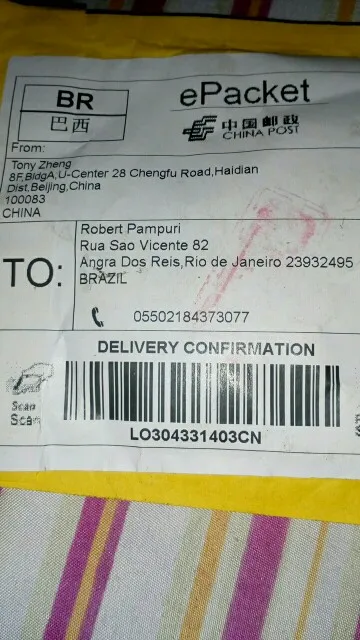 BR
巴西
ePacket
中国邮政
CHINA POST
From:
Tony Zheng
8F,BldgA,U-Center 28 Chengfu Road,Haidian
Dist.Beijing,China
100083
CHINA
TO:
Robert Pampuri
Rua Sao Vicente 82
Angra Dos Reis,Rio de Janeiro 23932495
BRAZIL
05502184373077
DELIVERY CONFIRMATION
Scan
Scan
LO304331403CN